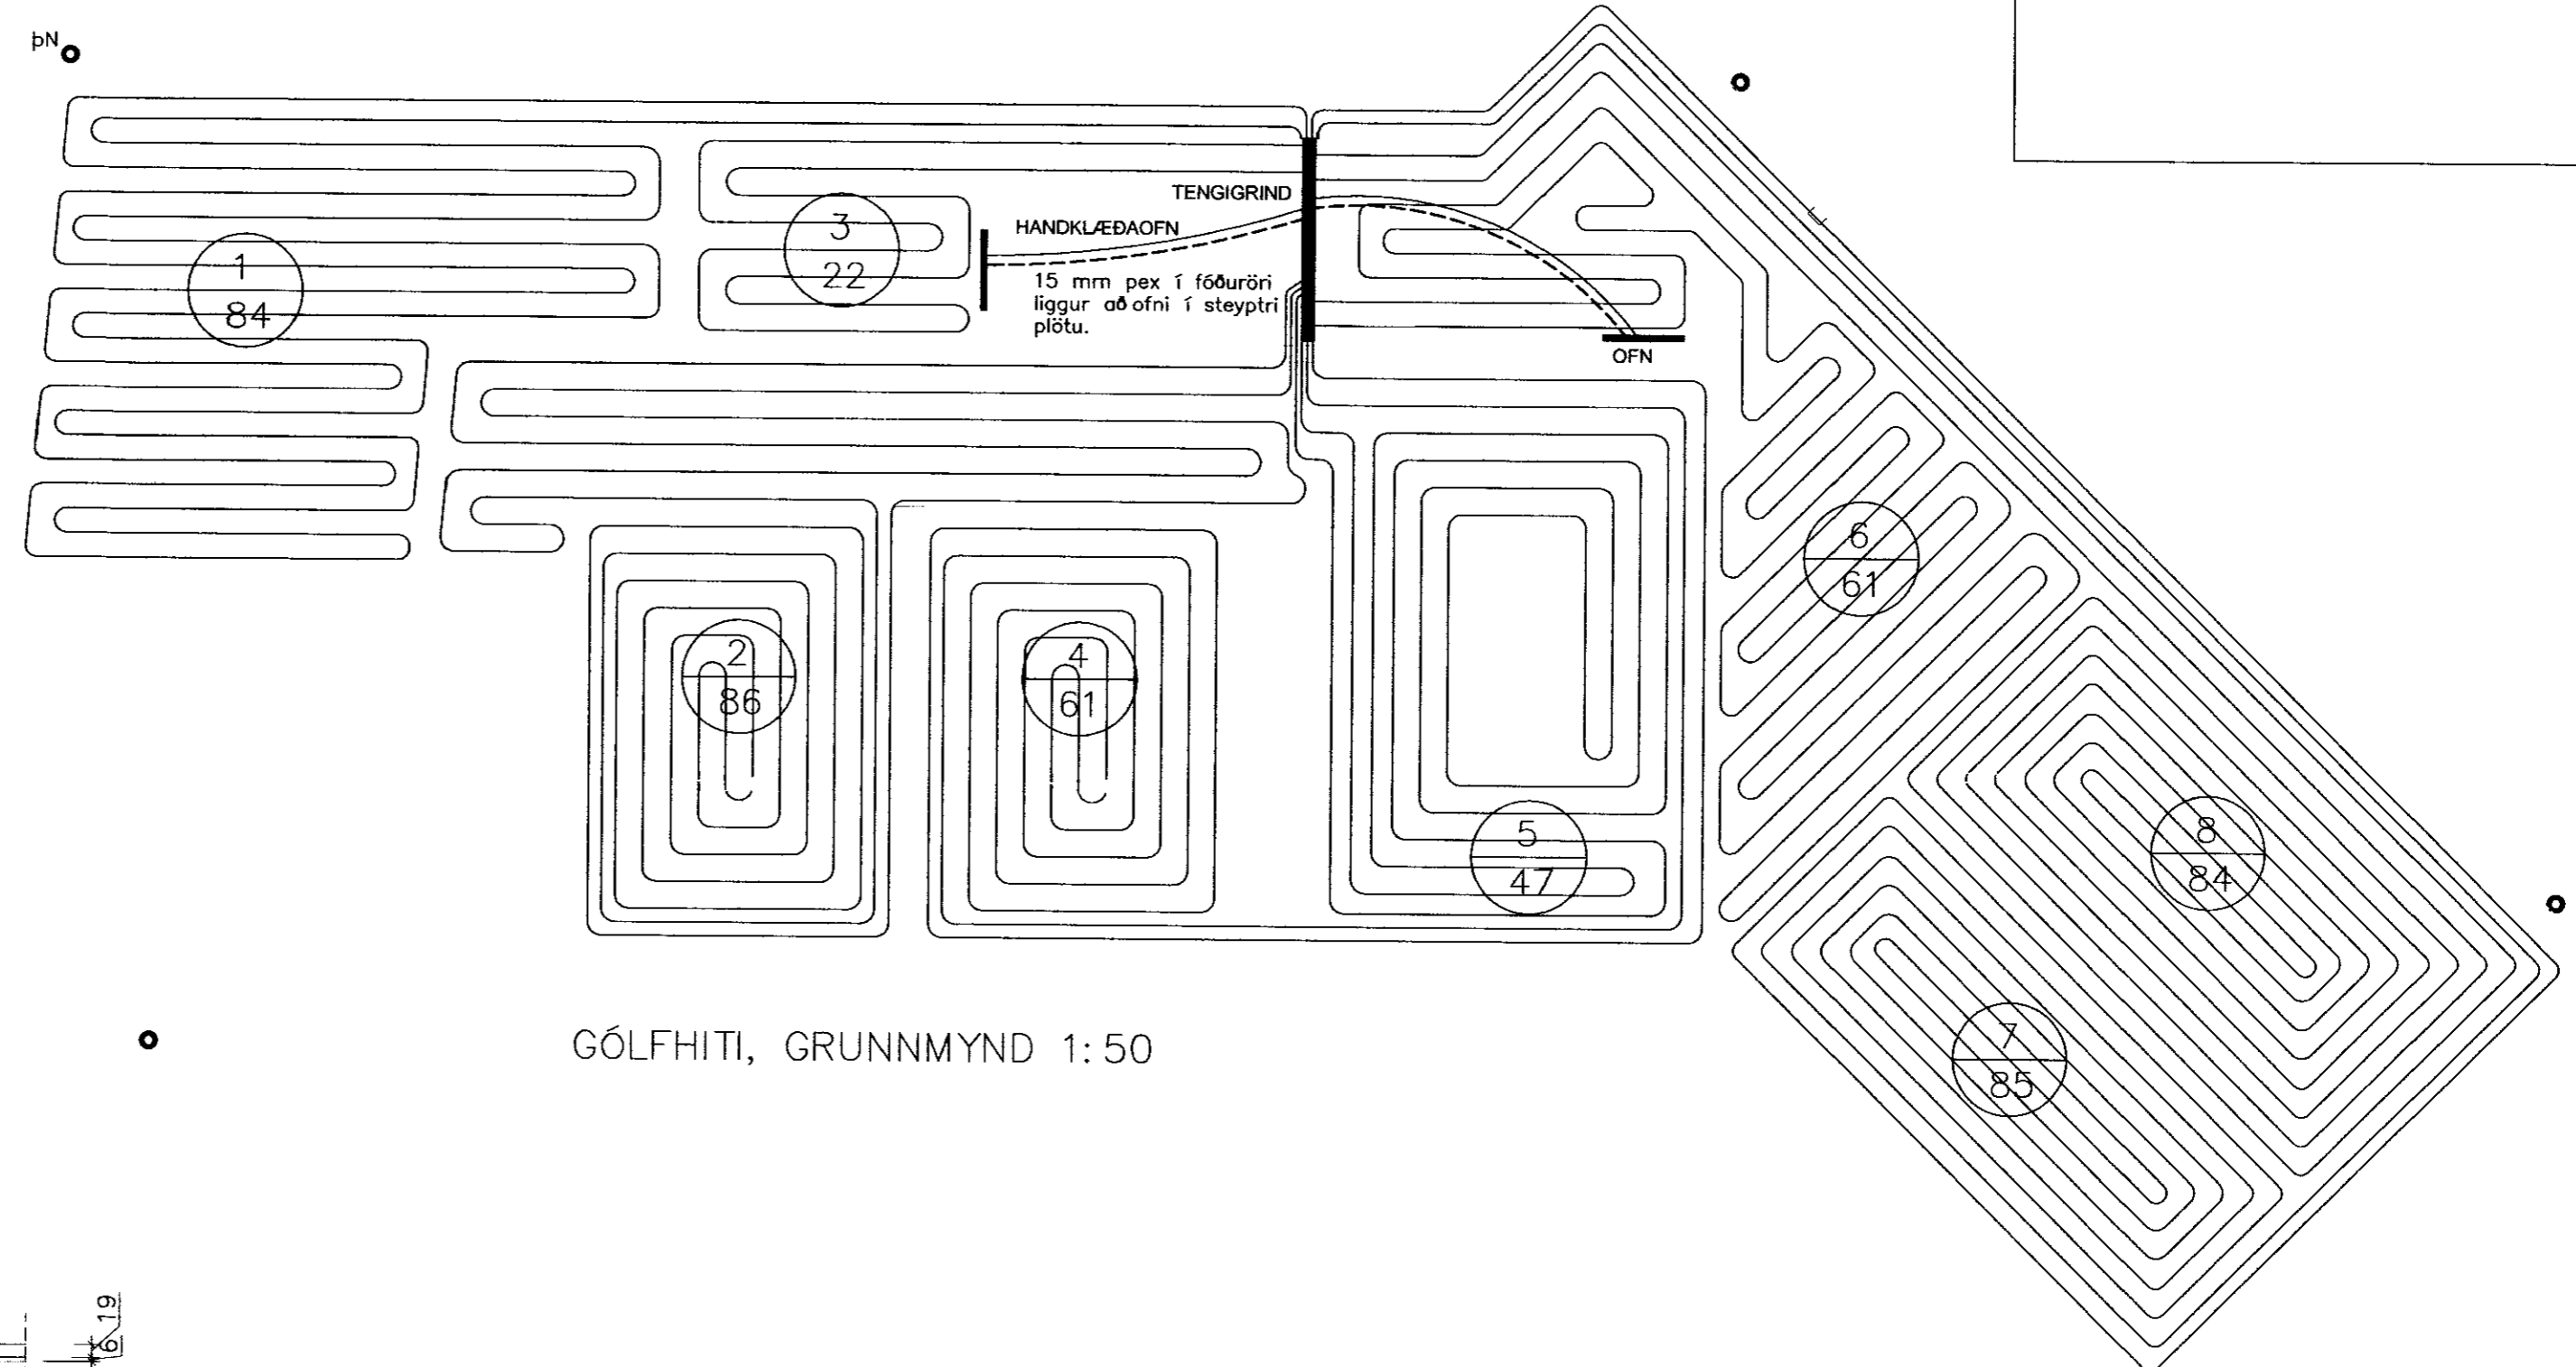 þN
TENGIGRIND
HANDKLÆÐAOFN
15 mm pex í fóðuröri
liggur að ofni í steyptri
plötu.
OFN
1
84
3
22
2
86
4
61
5
47
6
61
8
84
7
85
GÓLFHITI, GRUNNMYND 1:50
6 19